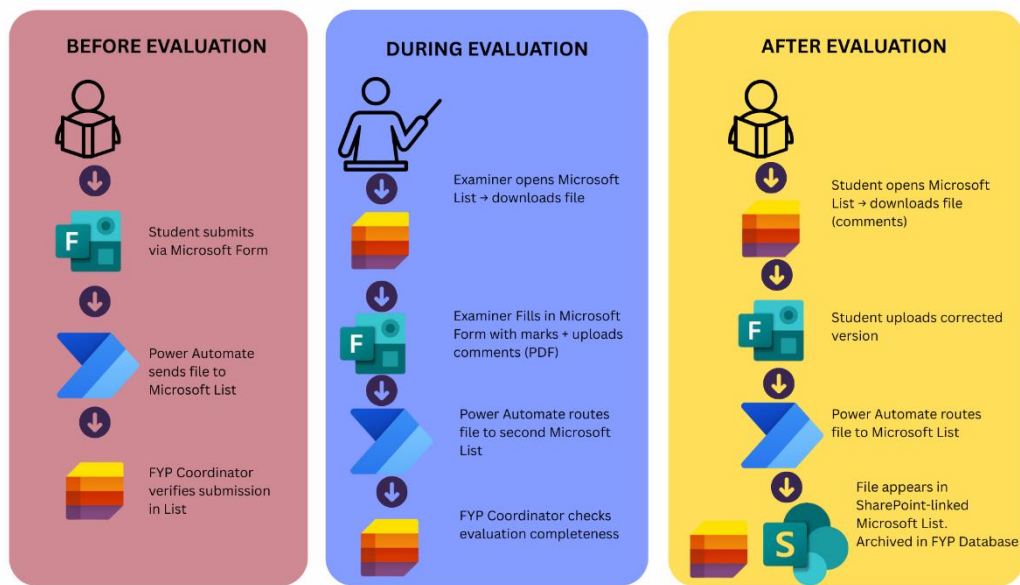 BEFORE EVALUATION
Student submits
via Microsoft Form
F
Power Automate
sends file to
Microsoft List
FYP Coordinator
verifies submission
in List
DURING EVALUATION
Examiner opens Microsoft
List → downloads file
Examiner Fills in Microsoft
Form with marks + uploads
comments (PDF)
F
Power Automate routes
file to second Microsoft
List
FYP Coordinator checks
evaluation completeness
AFTER EVALUATION
Student opens Microsoft
List → downloads file
(comments)
F
Student uploads corrected
version
Power Automate routes
file to Microsoft List
File appears in
SharePoint-linked
Microsoft List.
Archived in FYP Database
S